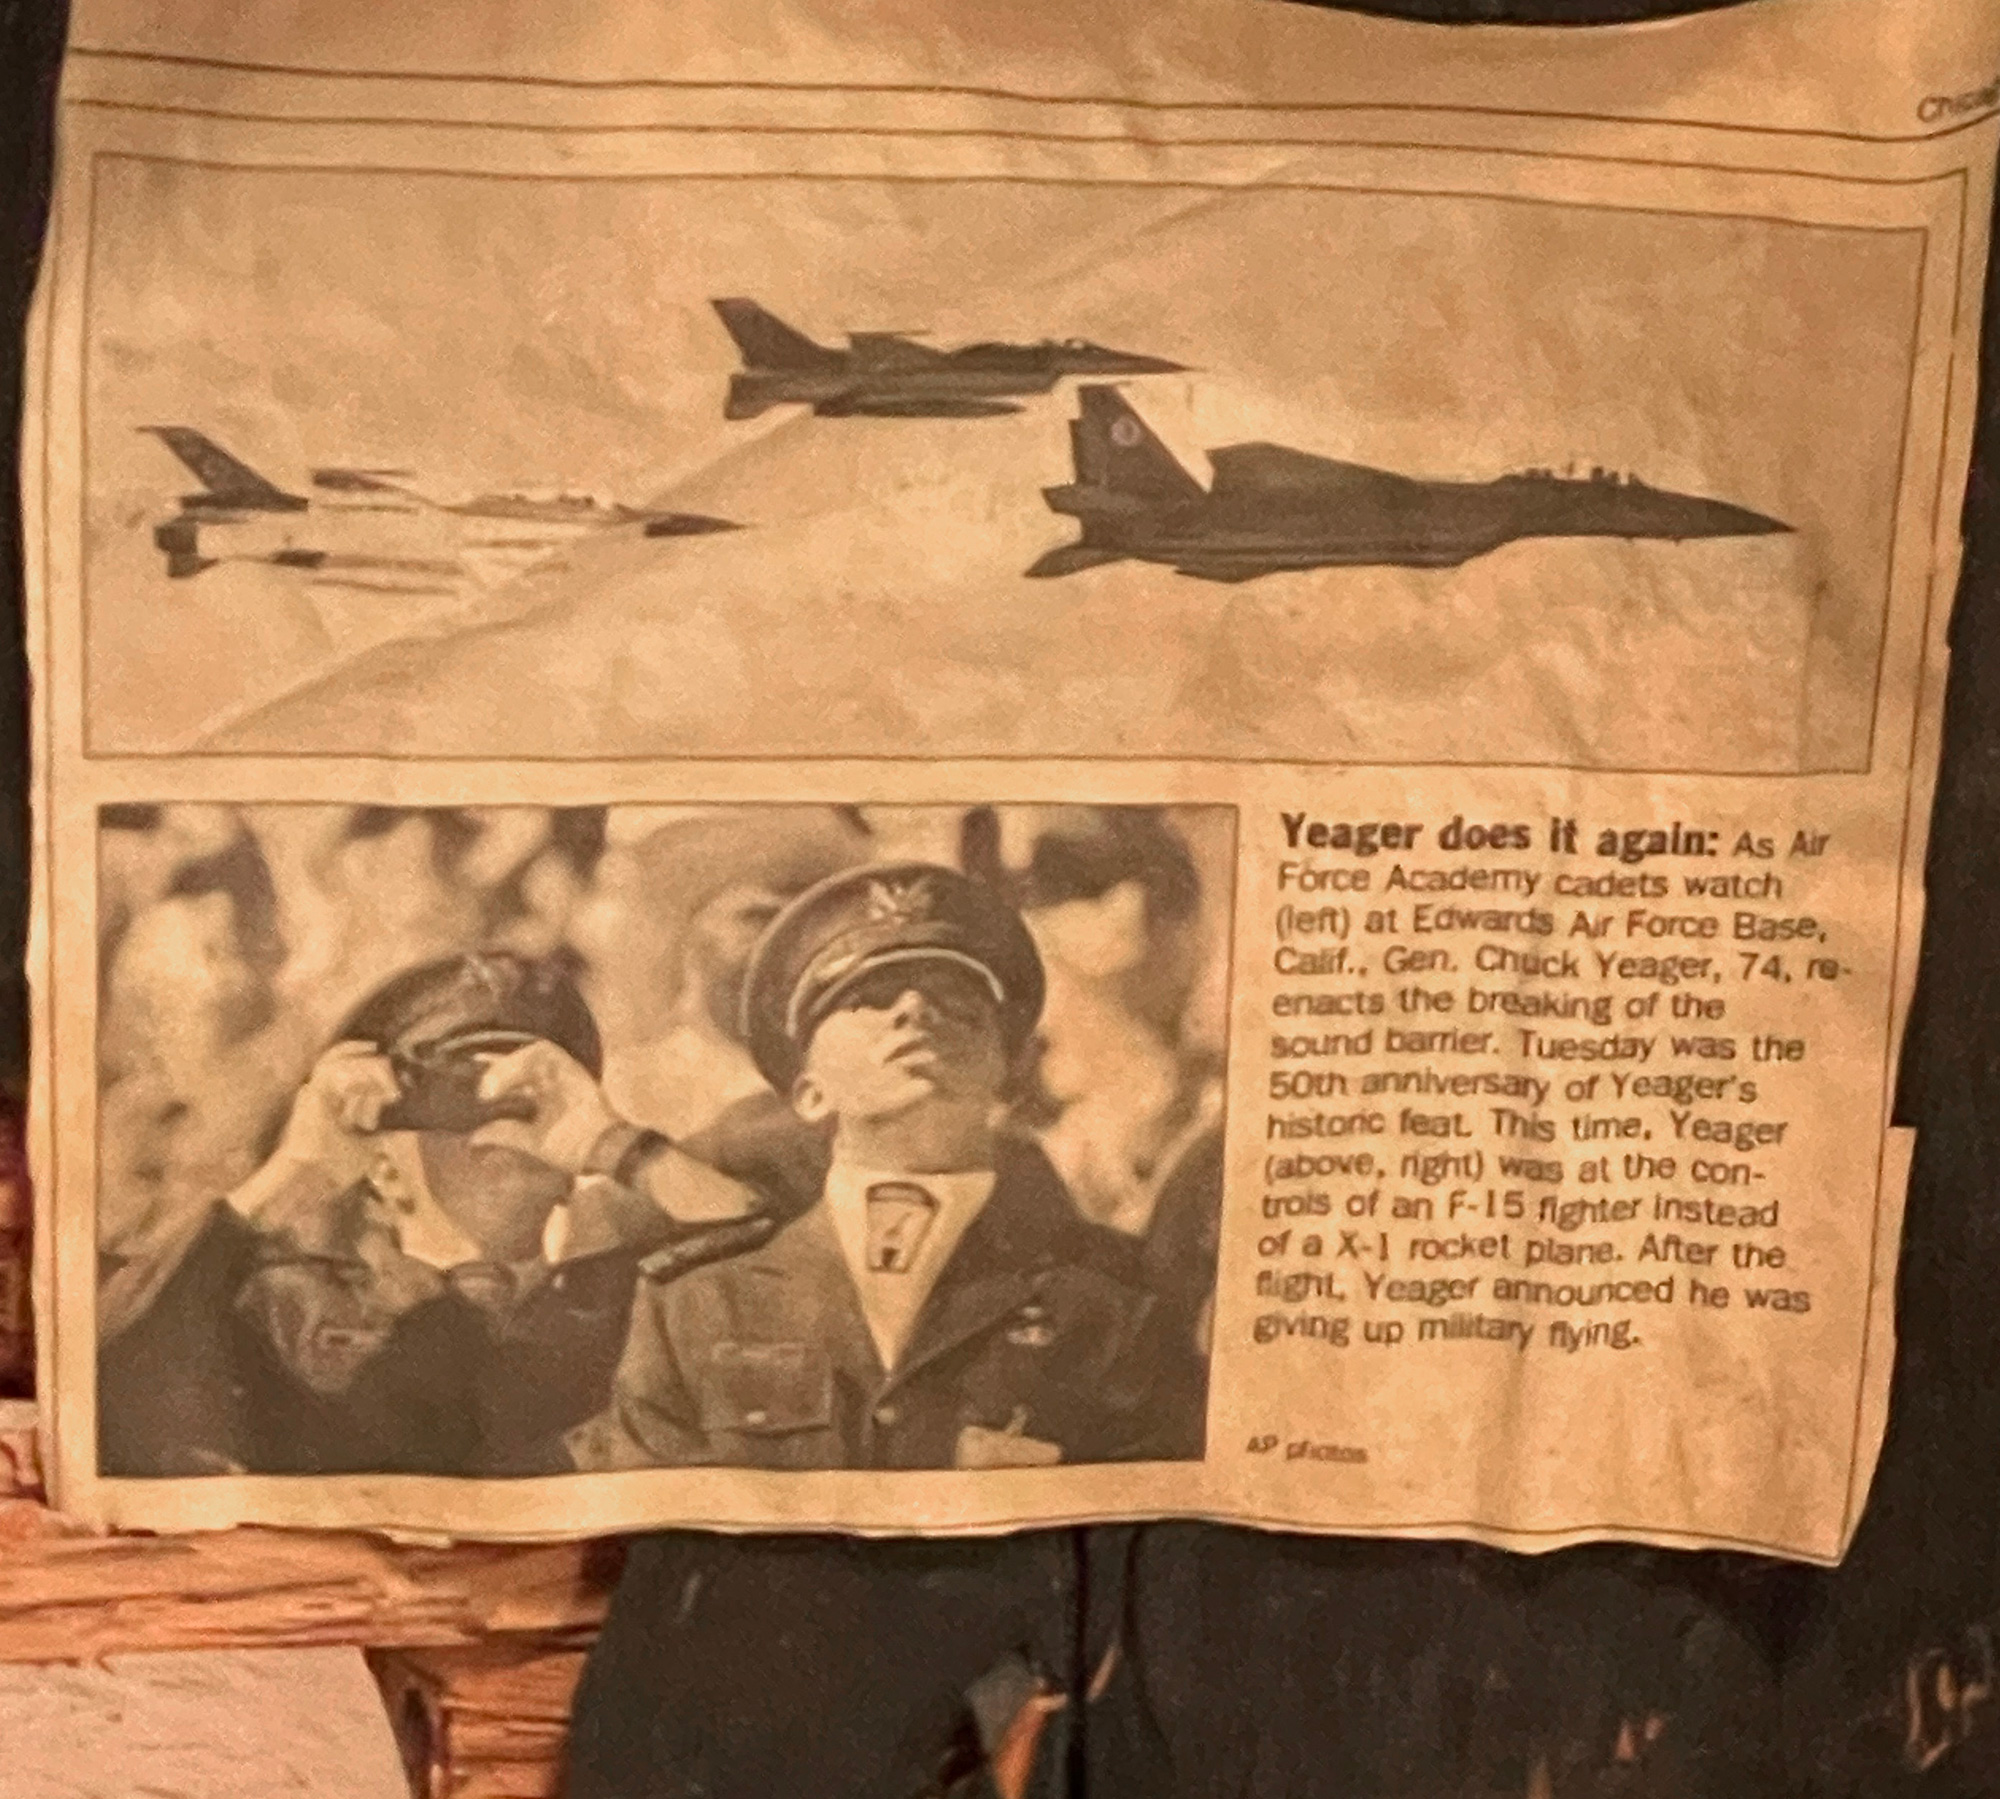 Yeager does it again: As Air
Force Academy cadets watch
(left) at Edwards Air Force Base,
Calif., Gen. Chuck Yeager, 74, re-
enacts the breaking of the
sound barrier. Tuesday was the
50th anniversary of Yeager's
historic feat. This time, Yeager
(above, right) was at the con-
trols of an F-15 fighter instead
of a X-1 rocket plane. After the
flight, Yeager announced he was
giving up military flying.
AP photos